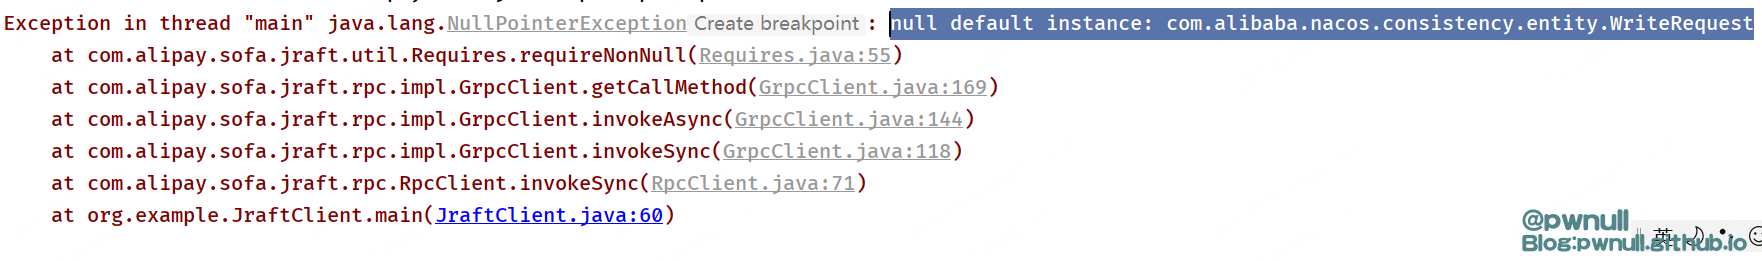 Exception in thread "main" java.lang.NullPointerException Create breakpoint : null default instance: com.alibaba.nacos.consistency.entity.WriteRequest
at com.alipay.sofa.jraft.util.Requires.requireNonNull(Requires.java:55)
at com.alipay.sofa.jraft.rpc.impl.GrpcClient.getCallMethod(GrpcClient.java:169)
at com.alipay.sofa.jraft.rpc.impl.GrpcClient.invokeAsync(GrpcClient.java:144)
at com.alipay.sofa.jraft.rpc.impl.GrpcClient.invokeSync(GrpcClient.java:118)
at com.alipay.sofa.jraft.rpc.RpcClient.invokeSync(RpcClient.java:71)
at org.example.JraftClient.main(JraftClient.java:60)
@pwnull
英
Blog:pwnull.github.io